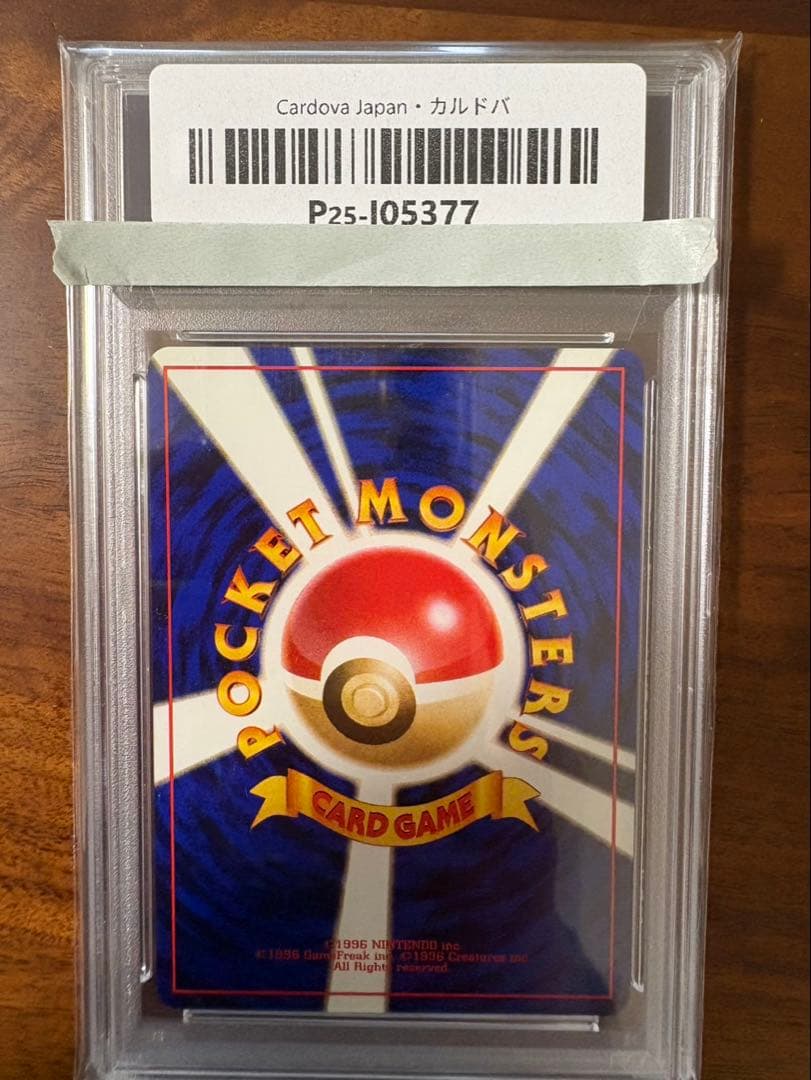 Cardova Japan・カルドバ
P25-I05377
POCKET MONSTERS
CARD GAME
©1996 NINTENDO inc.
©1996 GameFreak inc. ©1996 Creatures inc.
All Rights reserved.